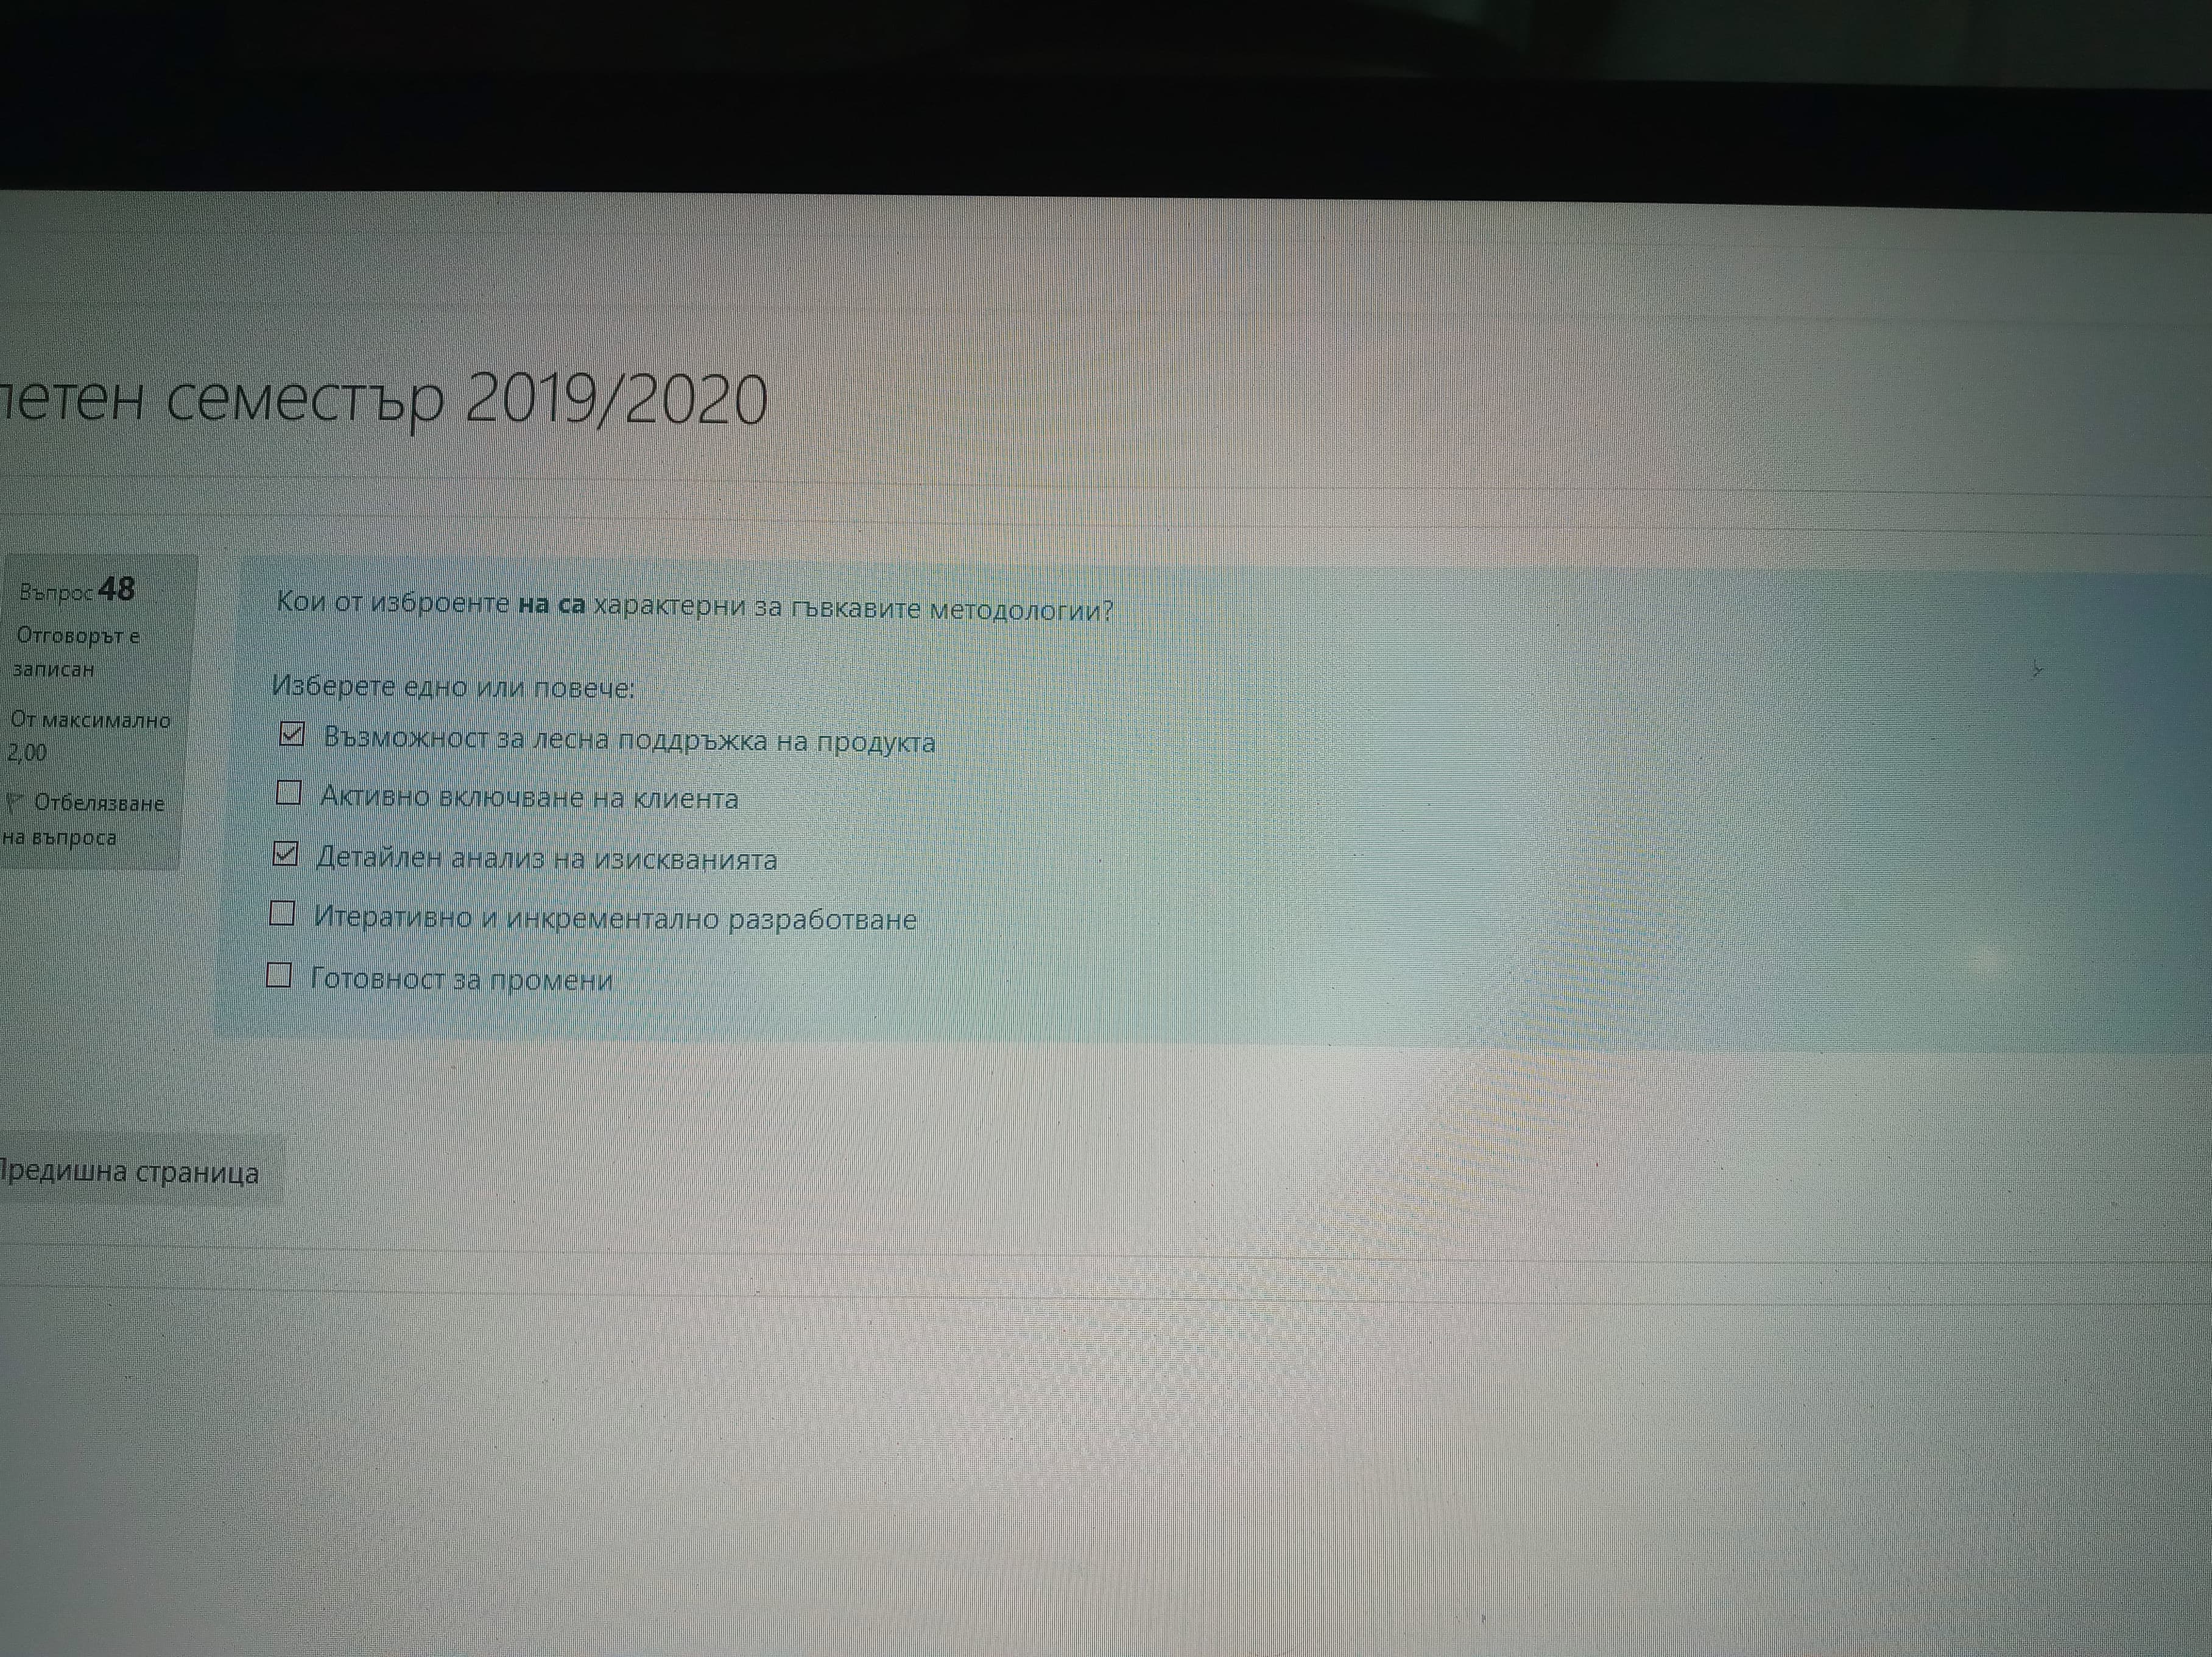 летен семестър 2019/2020
Въпрос 48
Отговорът е
записан
От максимално
2,00
Отбелязване
на въпроса
Кои от изброенте на са характерни за гъвкавите методологии?
Изберете едно или повече:
Възможност за лесна поддръжка на продукта
Активно включване на клиента
Детайлен анализ на изискванията
Итеративно и инкрементално разработване
Готовност за промени
Предишна страница